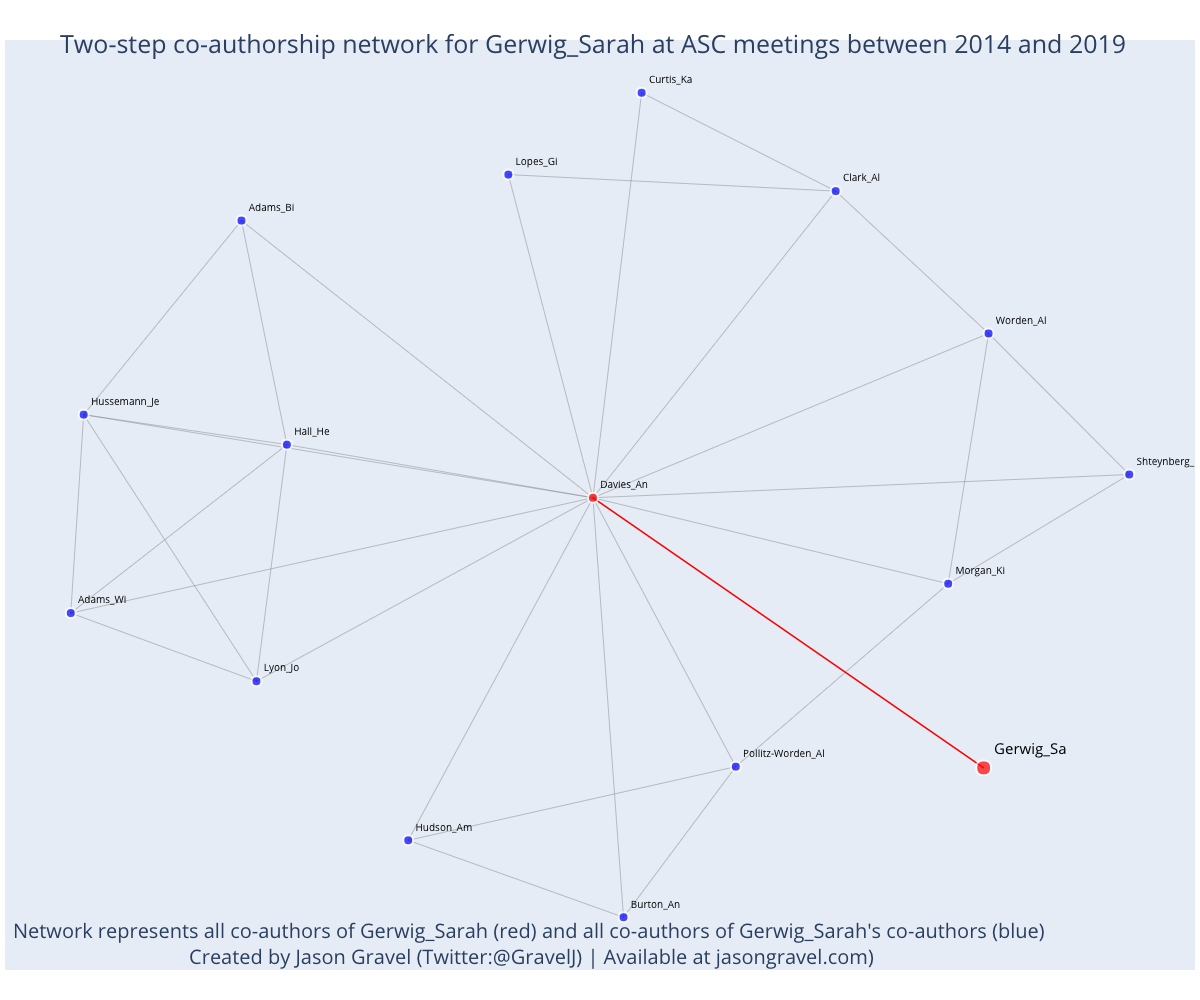 Two-step co-authorship network for Gerwig_Sarah at ASC meetings between 2014 and 2019
Curtis_Ka
Lopes_Gi
Clark_Al
Adams_Bi
Worden_Al
Hussemann_Je
Hall_He
Shteynberg_
Davies_An
Morgan_Ki
Adams_Wi
Lyon_Jo
Gerwig_Sa
Pollitz-Worden_Al
Hudson_Am
Burton_An
Network represents all co-authors of Gerwig_Sarah (red) and all co-authors of Gerwig_Sarah's co-authors (blue)
Created by Jason Gravel (Twitter:@GravelJ) | Available at jasongravel.com)